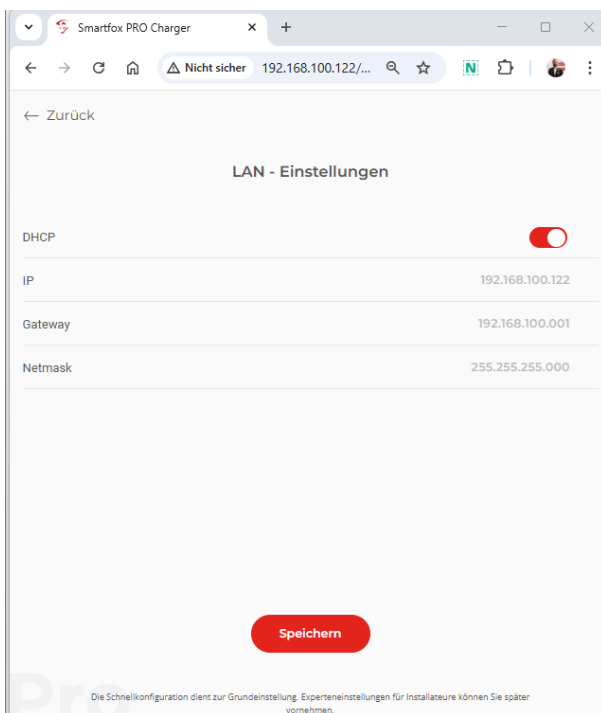 Smartfox PRO Charger
Nicht sicher 192.168.100.122/...
← Zurück
LAN - Einstellungen
DHCP
IP 192.168.100.122
Gateway 192.168.100.001
Netmask 255.255.255.000
Speichern
Pro
Die Schnellkonfiguration dient zur Grundeinstellung. Experteneinstellungen für Installateure können Sie später
vornehmen.